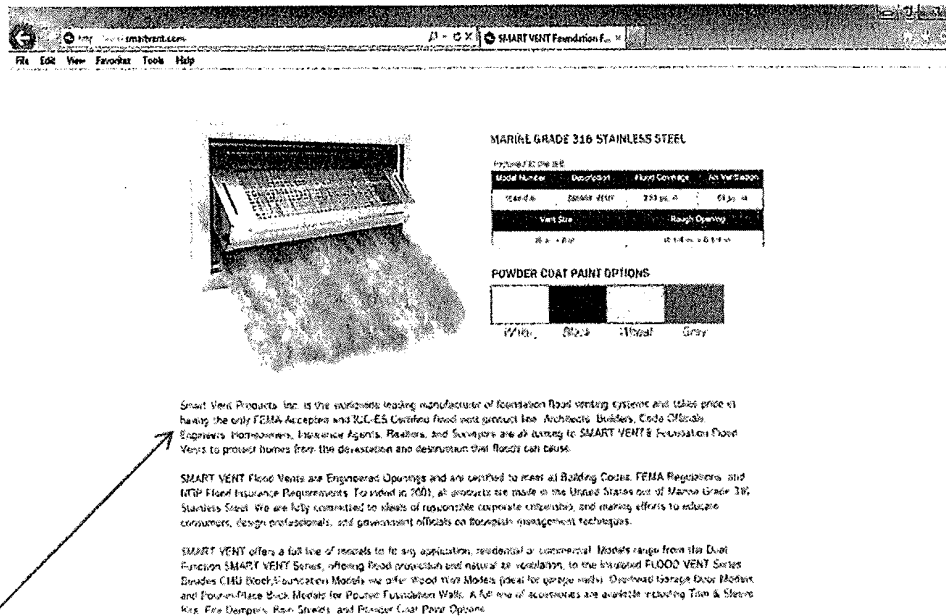 smartvent.com
SMART VENT Foundation F...
File Edit View Favorites Tools Help
MARINE GRADE 316 STAINLESS STEEL
Pictured to the left
Model Number Description Flood Coverage Air Ventilation
SMART VENT
Vent Size Rough Opening
POWDER COAT PAINT OPTIONS
White Black Wheat Gray
Smart Vent Products, Inc. is the worldwide leading manufacturer of foundation flood venting systems and takes pride in
having the only FEMA Accepted and ICC-ES Certified flood vent product line. Architects, Builders, Code Officials,
Engineers, Homeowners, Insurance Agents, Realtors, and Surveyors are all turning to SMART VENT® Foundation Flood
Vents to protect homes from the devastation and destruction that floods can cause.
SMART VENT Flood Vents are Engineered Openings and are certified to meet all Building Codes, FEMA Regulations, and
NFIP Flood Insurance Requirements. Founded in 2001, all products are made in the United States out of Marine Grade 316
Stainless Steel. We are fully committed to ideals of responsible corporate citizenship, and making efforts to educate
consumers, design professionals, and government officials on floodplain management techniques.
SMART VENT offers a full line of models to fit any application, residential or commercial. Models range from the Dual
Function SMART VENT Series, offering flood protection and natural air ventilation, to the Insulated FLOOD VENT Series.
Besides CMU Block/Foundation Models we offer Wood Wall Models (ideal for garage walls), Overhead Garage Door Models,
and Pour-in-Place Buck Models for Poured Foundation Walls. A full line of accessories are available including Trim & Sleeve
Kits, Fire Dampers, Rain Shields, and Powder Coat Paint Options.